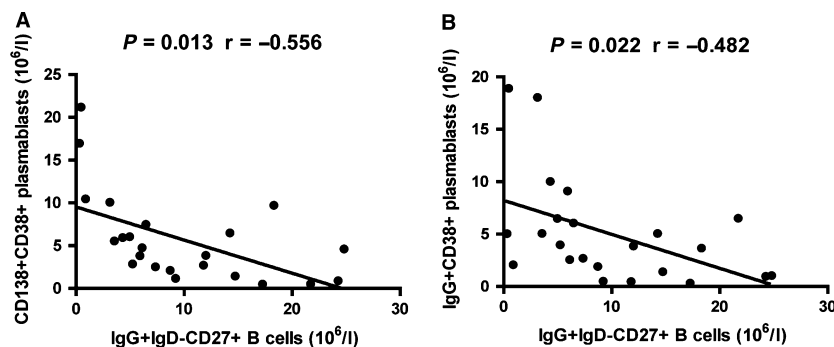 A
P = 0.013 r = –0.556
CD138+CD38+ plasmablasts (10⁶/l)
25
20
15
10
5
0
0 10 20 30
IgG+IgD-CD27+ B cells (10⁶/l)
B
P = 0.022 r = –0.482
IgG+CD38+ plasmablasts (10⁶/l)
20
15
10
5
0
0 10 20 30
IgG+IgD-CD27+ B cells (10⁶/l)